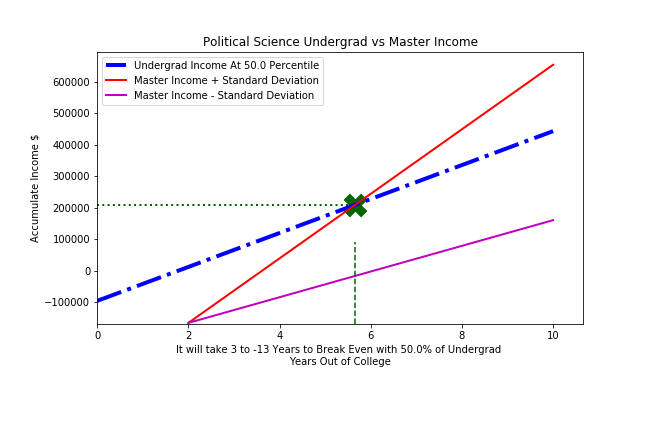 Political Science Undergrad vs Master Income
Undergrad Income At 50.0 Percentile
Master Income + Standard Deviation
Master Income - Standard Deviation
Accumulate Income $
600000
500000
400000
300000
200000
100000
0
−100000
0 2 4 6 8 10
It will take 3 to -13 Years to Break Even with 50.0% of Undergrad
Years Out of College